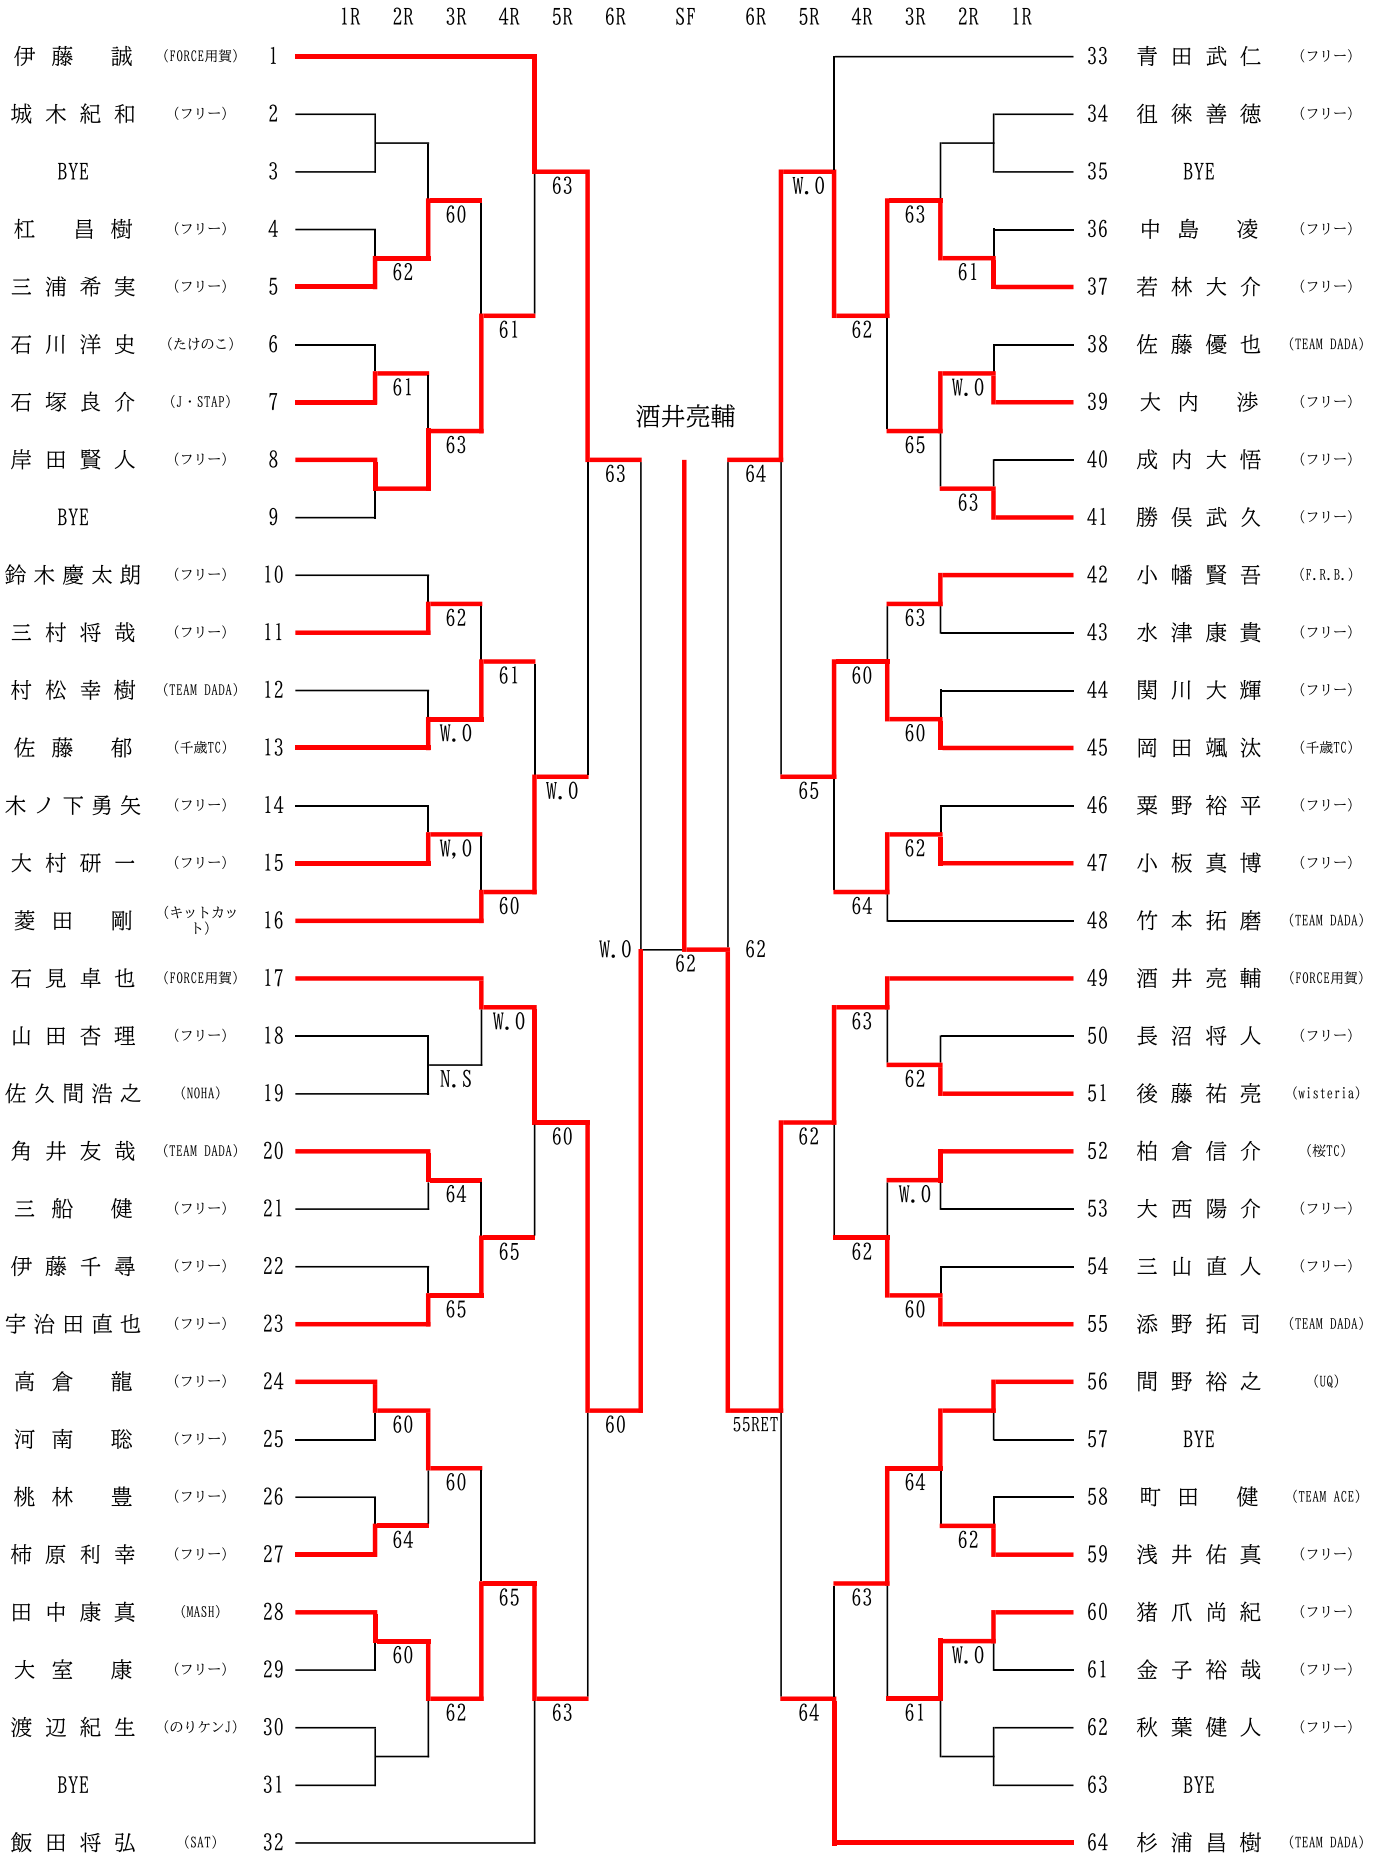 1R 2R 3R 4R 5R 6R SF 6R 5R 4R 3R 2R 1R
伊藤 誠 (FORCE用賀) 1 33 青田武仁 (フリー)
城木紀和 (フリー) 2 34 徂徠善徳 (フリー)
BYE 3 63 W.O 35 BYE
60 63
杠 昌樹 (フリー) 4 36 中島 凌 (フリー)
62 61
三浦希実 (フリー) 5 37 若林大介 (フリー)
61 62
石川洋史 (たけのこ) 6 38 佐藤優也 (TEAM DADA)
61 W.O
石塚良介 (J・STAP) 7 39 大内 渉 (フリー)
酒井亮輔
63 65
岸田賢人 (フリー) 8 63 64 40 成内大悟 (フリー)
63
BYE 9 41 勝俣武久 (フリー)
鈴木慶太朗 (フリー) 10 42 小幡賢吾 (F.R.B.)
62 63
三村将哉 (フリー) 11 43 水津康貴 (フリー)
61 60
村松幸樹 (TEAM DADA) 12 44 関川大輝 (フリー)
W.O 60
佐藤 郁 (千歳TC) 13 45 岡田颯汰 (千歳TC)
W.O 65
木ノ下勇矢 (フリー) 14 46 粟野裕平 (フリー)
W,O 62
大村研一 (フリー) 15 47 小板真博 (フリー)
60 64
菱田 剛 (キットカット) 16 48 竹本拓磨 (TEAM DADA)
W.O 62 62
石見卓也 (FORCE用賀) 17 49 酒井亮輔 (FORCE用賀)
W.O 63
山田杏理 (フリー) 18 50 長沼将人 (フリー)
N.S 62
佐久間浩之 (NOHA) 19 51 後藤祐亮 (wisteria)
60 62
角井友哉 (TEAM DADA) 20 52 柏倉信介 (桜TC)
64 W.O
三船 健 (フリー) 21 53 大西陽介 (フリー)
65 62
伊藤千尋 (フリー) 22 54 三山直人 (フリー)
65 60
宇治田直也 (フリー) 23 55 添野拓司 (TEAM DADA)
高倉 龍 (フリー) 24 56 間野裕之 (UQ)
60 60 55RET
河南 聡 (フリー) 25 57 BYE
60 64
桃林 豊 (フリー) 26 58 町田 健 (TEAM ACE)
64 62
柿原利幸 (フリー) 27 59 浅井佑真 (フリー)
65 63
田中康真 (MASH) 28 60 猪爪尚紀 (フリー)
60 W.O
大室 康 (フリー) 29 61 金子裕哉 (フリー)
62 63 64 61
渡辺紀生 (のりケンJ) 30 62 秋葉健人 (フリー)
BYE 31 63 BYE
飯田将弘 (SAT) 32 64 杉浦昌樹 (TEAM DADA)